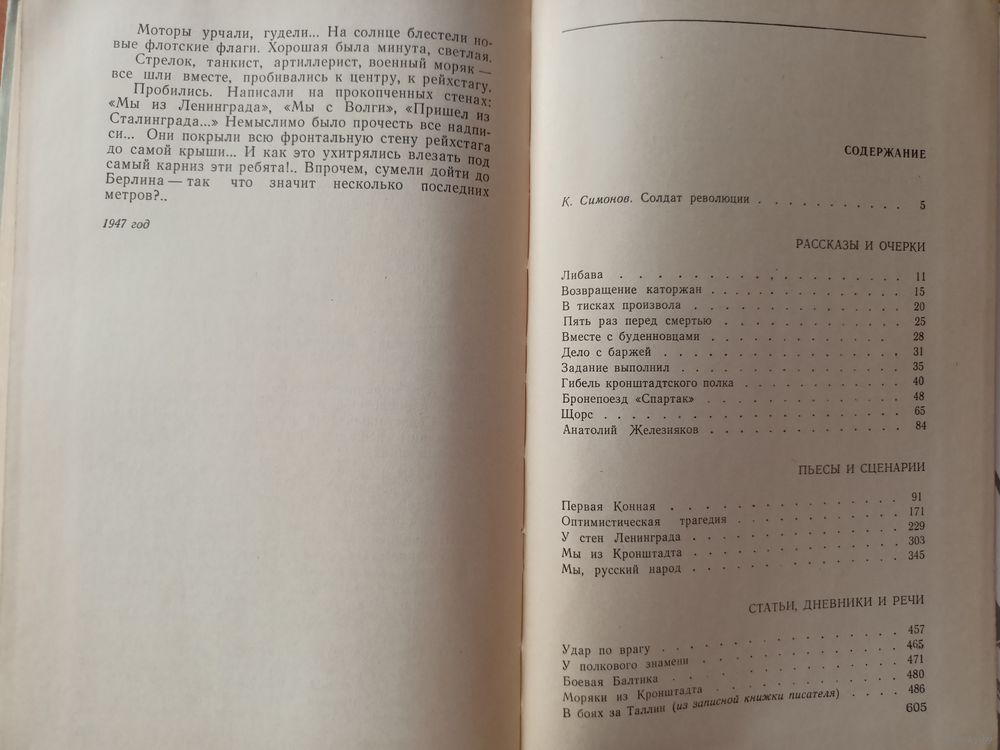 Моторы урчали, гудели... На солнце блестели но-
вые флотские флаги. Хорошая была минута, светлая.
Стрелок, танкист, артиллерист, военный моряк —
все шли вместе, пробивались к центру, к рейхстагу.
Пробились. Написали на прокопченных стенах:
«Мы из Ленинграда», «Мы с Волги», «Пришел из
Сталинграда...» Немыслимо было прочесть все надпи-
си... Они покрыли всю фронтальную стену рейхстага
до самой крыши... И как это ухитрялись влезать под
самый карниз эти ребята!.. Впрочем, сумели дойти до
Берлина — так что значит несколько последних
метров?..
1947 год
СОДЕРЖАНИЕ
К. Симонов. Солдат революции . . . . . . . . . . 5
РАССКАЗЫ И ОЧЕРКИ
Либава . . . . . . . . . . . . . . . . 11
Возвращение каторжан . . . . . . . . . . . . 15
В тисках произвола . . . . . . . . . . . . . 20
Пять раз перед смертью . . . . . . . . . . . . 25
Вместе с буденновцами . . . . . . . . . . . . 28
Дело с баржей . . . . . . . . . . . . . . 31
Задание выполнил . . . . . . . . . . . . . . 35
Гибель кронштадтского полка . . . . . . . . . . 40
Бронепоезд «Спартак» . . . . . . . . . . . . 48
Щорс . . . . . . . . . . . . . . . . . 65
Анатолий Железняков . . . . . . . . . . . . 84
ПЬЕСЫ И СЦЕНАРИИ
Первая Конная . . . . . . . . . . . . . . 91
Оптимистическая трагедия . . . . . . . . . . . 171
У стен Ленинграда . . . . . . . . . . . . . 229
Мы из Кронштадта . . . . . . . . . . . . . 303
Мы, русский народ . . . . . . . . . . . . . 345
СТАТЬИ, ДНЕВНИКИ И РЕЧИ
Удар по врагу . . . . . . . . . . . . . . 457
У полкового знамени . . . . . . . . . . . . 465
Боевая Балтика . . . . . . . . . . . . . . 471
Моряки из Кронштадта . . . . . . . . . . . . 480
В боях за Таллин (из записной книжки писателя) . . . . 486
605